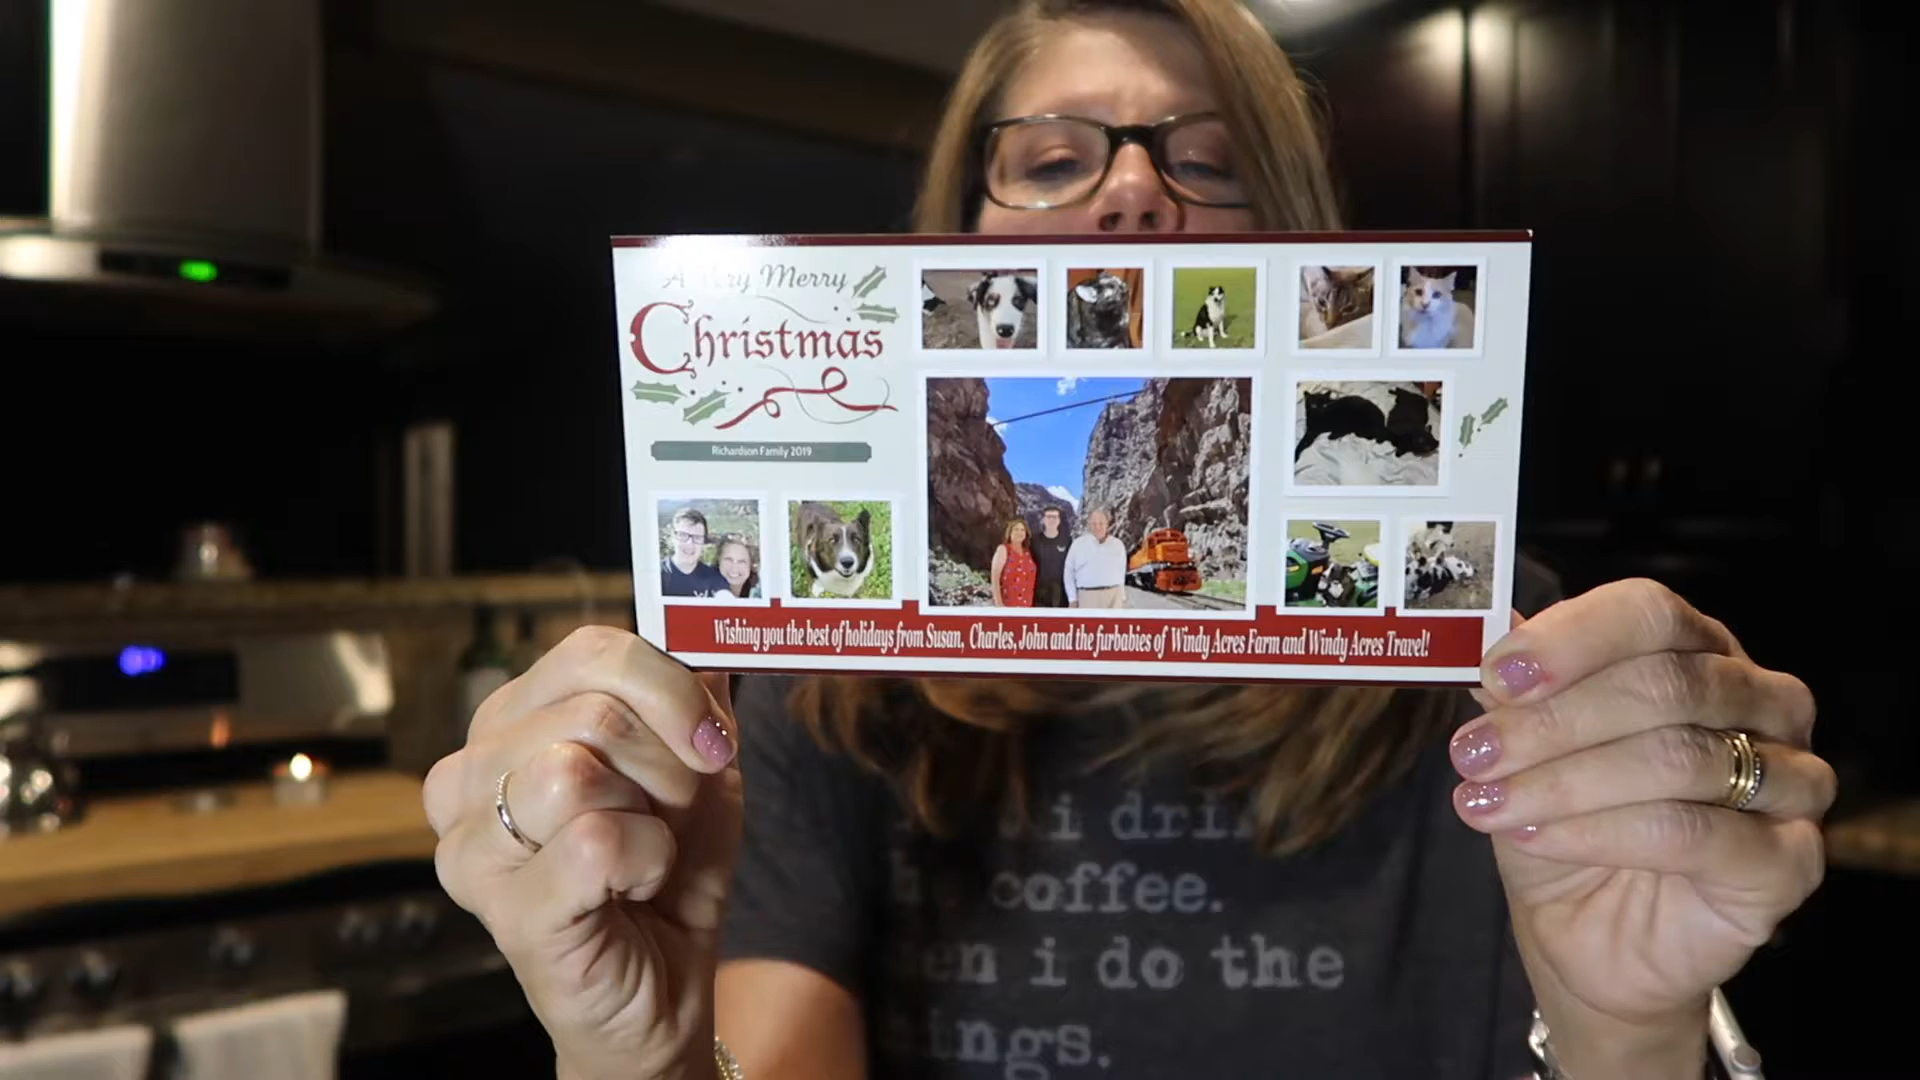 A Very Merry
Christmas
Richardson Family 2019
Wishing you the best of holidays from Susan, Charles, John and the furbabies of Windy Acres Farm and Windy Acres Travel!
i
coffee.
i do the